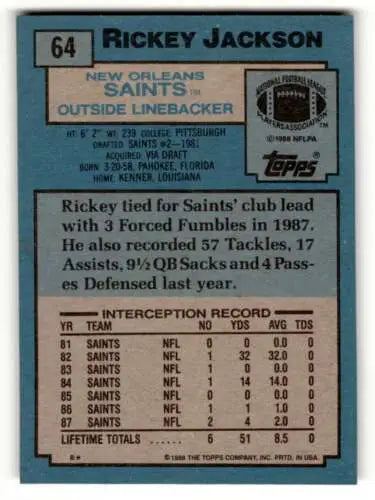 64
RICKEY JACKSON
NEW ORLEANS
SAINTS TM
OUTSIDE LINEBACKER
NATIONAL FOOTBALL LEAGUE
PLAYERS ASSOCIATION TM
© 1988 NFLPA
TOPPS ®
HT: 6' 2" WT: 239 COLLEGE: PITTSBURGH
DRAFTED: SAINTS #2—1981
ACQUIRED: VIA DRAFT
BORN: 3-20-58, PAHOKEE, FLORIDA
HOME: KENNER, LOUISIANA
Rickey tied for Saints' club lead
with 3 Forced Fumbles in 1987.
He also recorded 57 Tackles, 17
Assists, 9½ QB Sacks and 4 Pass-
es Defensed last year.
INTERCEPTION RECORD
YR TEAM NO YDS AVG TDS
81 SAINTS NFL 0 0 0.0 0
82 SAINTS NFL 1 32 32.0 0
83 SAINTS NFL 1 0 0.0 0
84 SAINTS NFL 1 14 14.0 0
85 SAINTS NFL 0 0 0.0 0
86 SAINTS NFL 1 1 1.0 0
87 SAINTS NFL 2 4 2.0 0
LIFETIME TOTALS 6 51 8.5 0
B* © 1988 THE TOPPS COMPANY, INC. PRTD. IN USA.